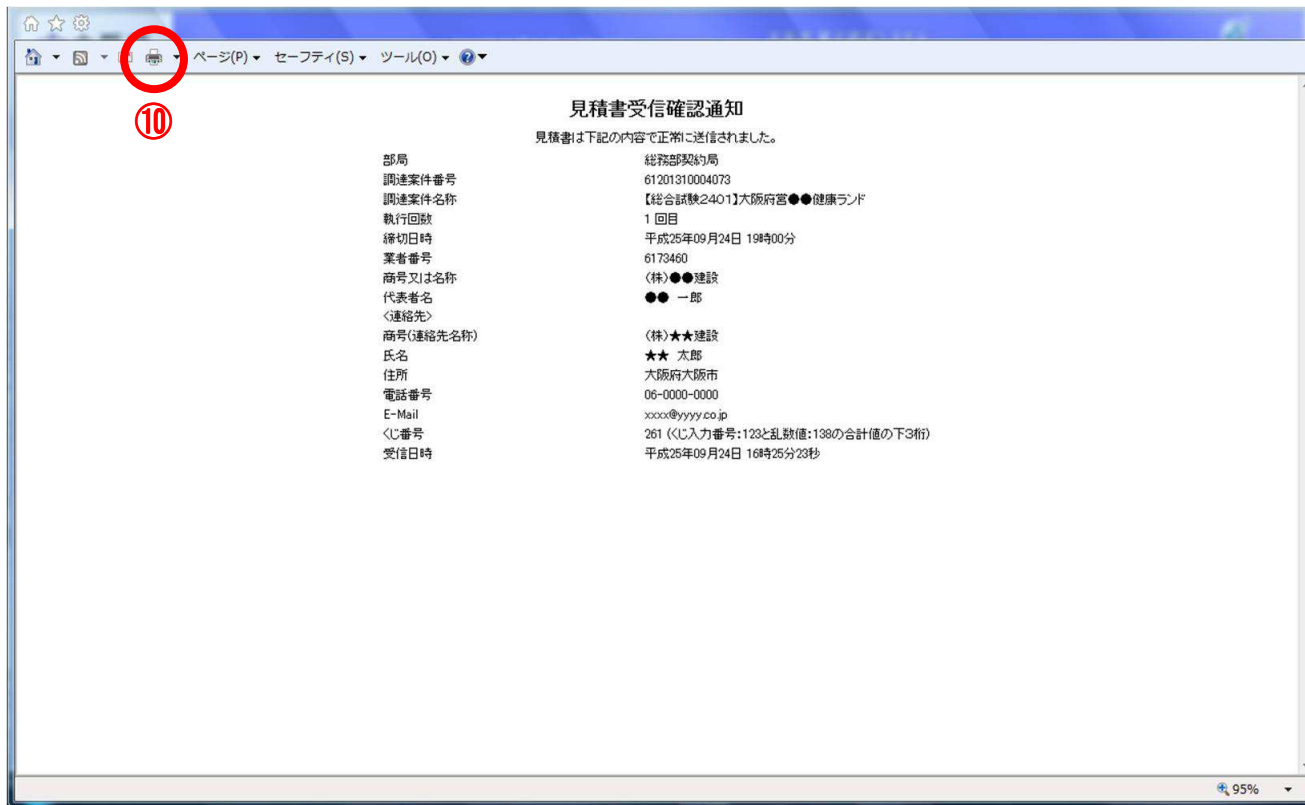 ページ(P) セーフティ(S) ツール(O)
⑩
見積書受信確認通知
見積書は下記の内容で正常に送信されました。
部局 総務部契約局
調達案件番号 61201310004073
調達案件名称 【総合試験2401】大阪府営●●健康ランド
執行回数 1 回目
締切日時 平成25年09月24日 19時00分
業者番号 6173460
商号又は名称 (株)●●建設
代表者名 ●● 一郎
<連絡先>
商号(連絡先名称) (株)★★建設
氏名 ★★ 太郎
住所 大阪府大阪市
電話番号 06-0000-0000
E-Mail xxxx@yyyy.co.jp
くじ番号 261 (くじ入力番号:123と乱数値:138の合計値の下3桁)
受信日時 平成25年09月24日 16時25分23秒
95%